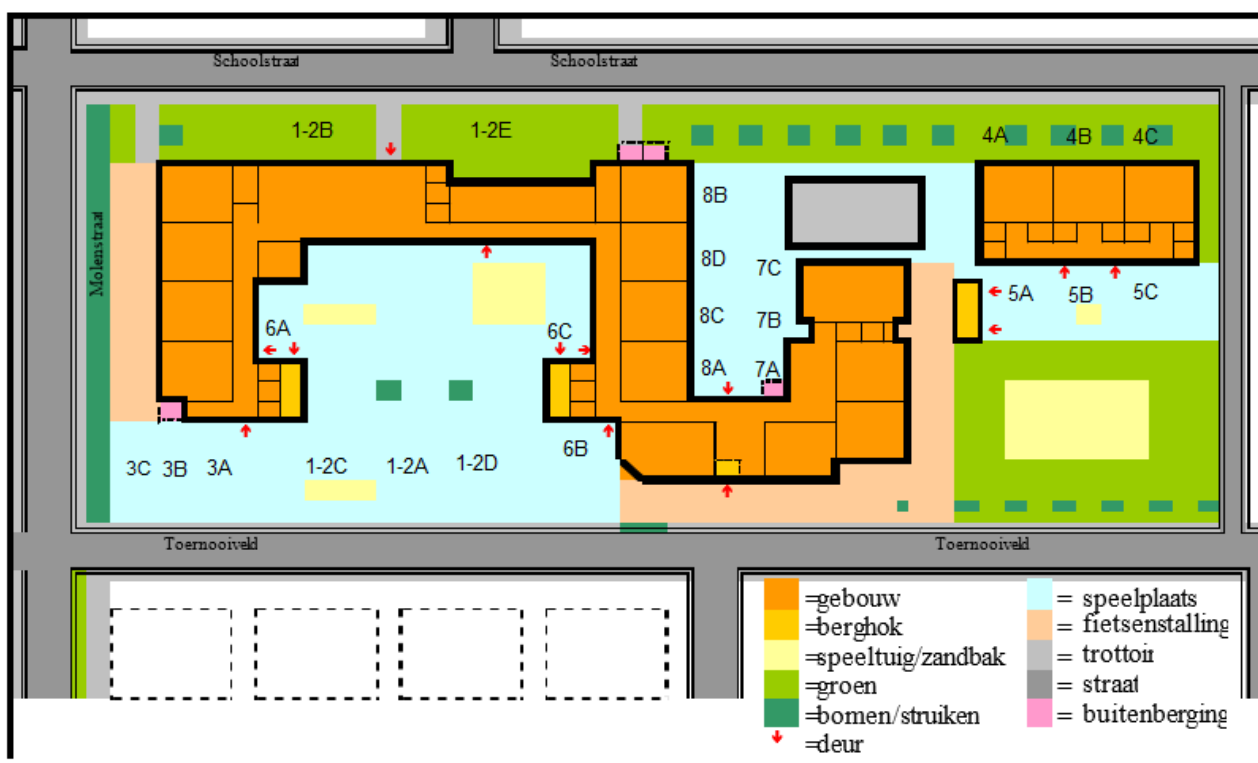 Schoolstraat Schoolstraat
1-2B 1-2E 4A 4B 4C
Molenstraat
8B
8D 7C
5A 5B 5C
8C 7B
6A 6C
8A 7A
6B
3C 3B 3A 1-2C 1-2A 1-2D
Toernooiveld Toernooiveld
=gebouw
=berghok
=speeltuig/zandbak
=groen
=bomen/struiken
=deur
= speelplaats
= fietsenstalling
= trottoir
= straat
= buitenberging